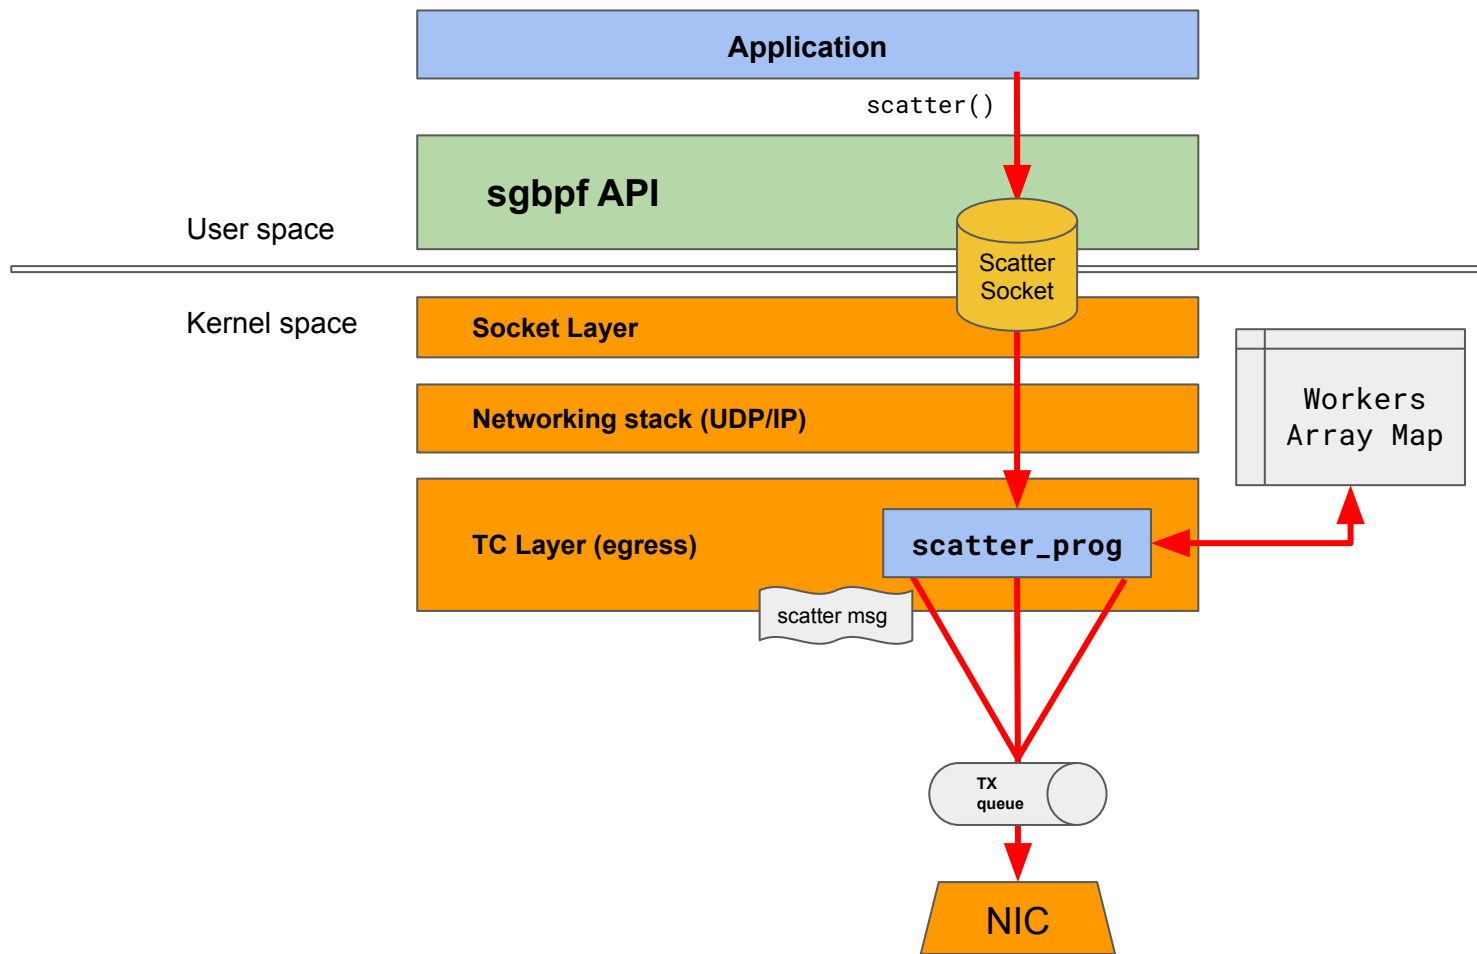 Application
scatter()
sgbpf API
User space
Scatter
Socket
Kernel space
Socket Layer
Networking stack (UDP/IP)
Workers
Array Map
TC Layer (egress)
scatter_prog
scatter msg
TX
queue
NIC